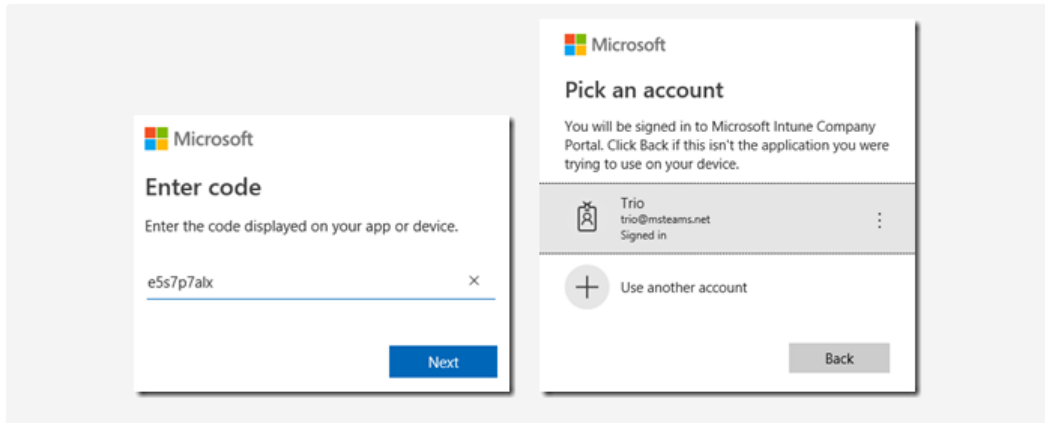 Microsoft
Enter code
Enter the code displayed on your app or device.
e5s7p7alx
Next
Microsoft
Pick an account
You will be signed in to Microsoft Intune Company
Portal. Click Back if this isn't the application you were
trying to use on your device.
Trio
trio@msteams.net
Signed in
Use another account
Back